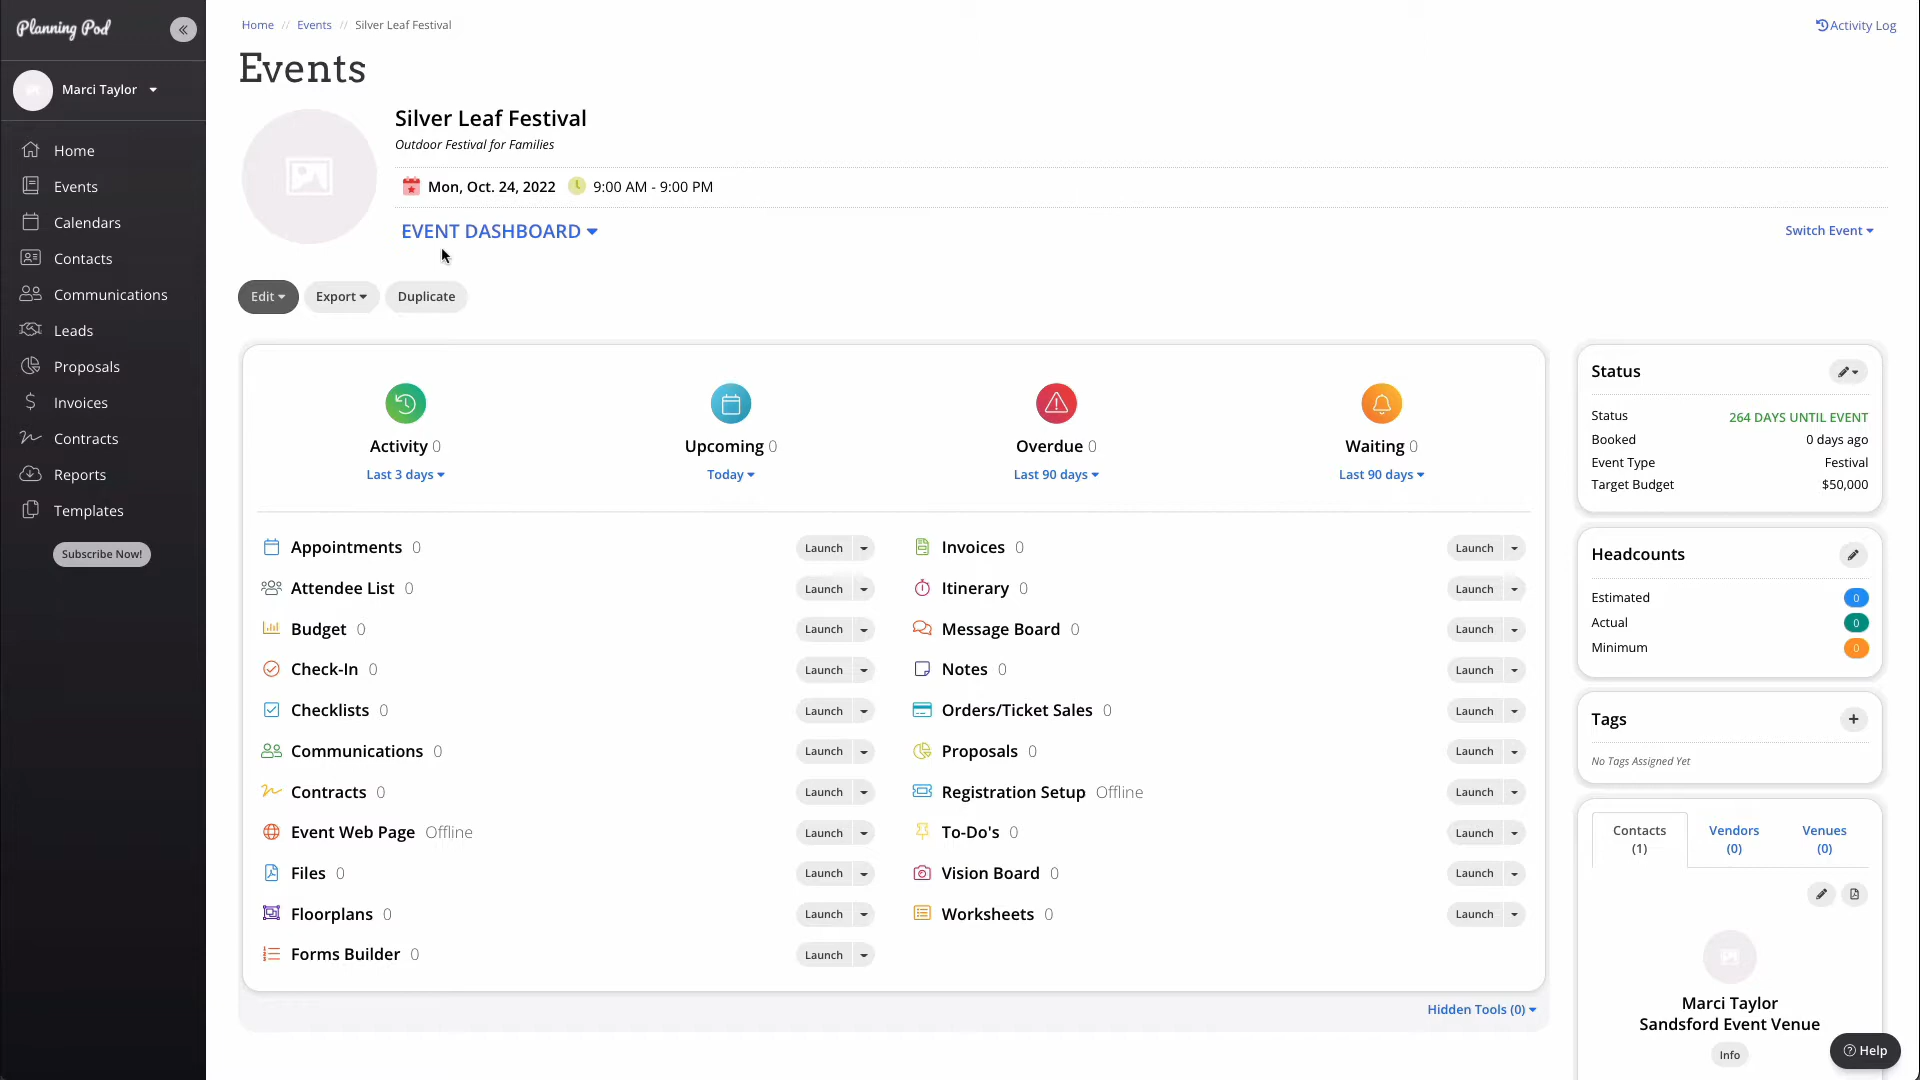 Planning Pod
Marci Taylor
Home
Events
Calendars
Contacts
Communications
Leads
Proposals
Invoices
Contracts
Reports
Templates
Subscribe Now!
Home // Events // Silver Leaf Festival
Activity Log
Events
Silver Leaf Festival
Outdoor Festival for Families
Mon, Oct. 24, 2022 9:00 AM - 9:00 PM
EVENT DASHBOARD
Switch Event
Edit Export Duplicate
Activity 0
Last 3 days
Upcoming 0
Today
Overdue 0
Last 90 days
Waiting 0
Last 90 days
Appointments 0 Launch
Attendee List 0 Launch
Budget 0 Launch
Check-In 0 Launch
Checklists 0 Launch
Communications 0 Launch
Contracts 0 Launch
Event Web Page Offline Launch
Files 0 Launch
Floorplans 0 Launch
Forms Builder 0 Launch
Invoices 0 Launch
Itinerary 0 Launch
Message Board 0 Launch
Notes 0 Launch
Orders/Ticket Sales 0 Launch
Proposals 0 Launch
Registration Setup Offline Launch
To-Do's 0 Launch
Vision Board 0 Launch
Worksheets 0 Launch
Hidden Tools (0)
Status
Status 264 DAYS UNTIL EVENT
Booked 0 days ago
Event Type Festival
Target Budget $50,000
Headcounts
Estimated 0
Actual 0
Minimum 0
Tags
No Tags Assigned Yet
Contacts Vendors Venues
(1) (0) (0)
Marci Taylor
Sandsford Event Venue
Info
Help